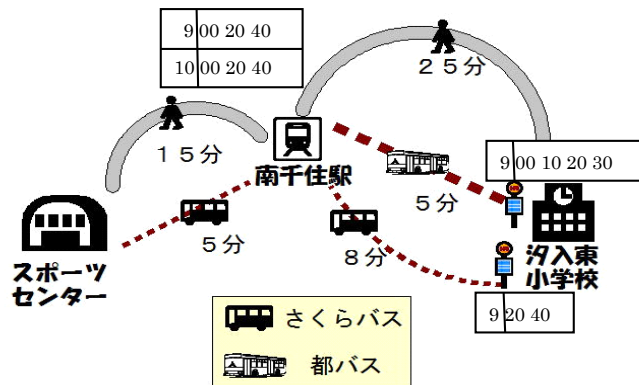 9 00 20 40
10 00 20 40
25分
15分
南千住駅
9 00 10 20 30
5分
5分
8分
汐入東
小学校
スポーツ
センター
9 20 40
さくらバス
都バス